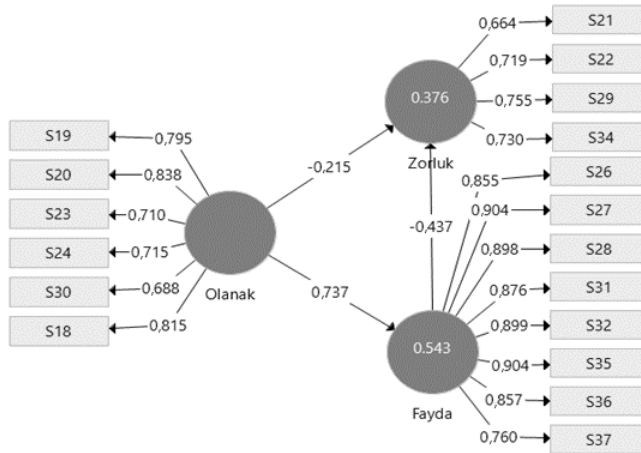 S19
S20
S23
S24
S30
S18
0,795
0,838
0,710
0,715
0,688
0,815
Olanak
-0,215
0,737
0.376
Zorluk
-0,437
0.543
Fayda
0,664
0,719
0,755
0,730
0,855
0,904
0,898
0,876
0,899
0,904
0,857
0,760
S21
S22
S29
S34
S26
S27
S28
S31
S32
S35
S36
S37